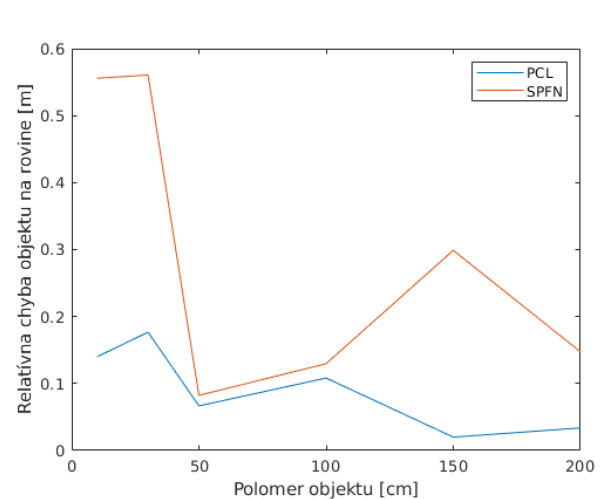 PCL
SPFN
Relatívna chyba objektu na rovine [m]
0.6
0.5
0.4
0.3
0.2
0.1
0
0 50 100 150 200
Polomer objektu [cm]